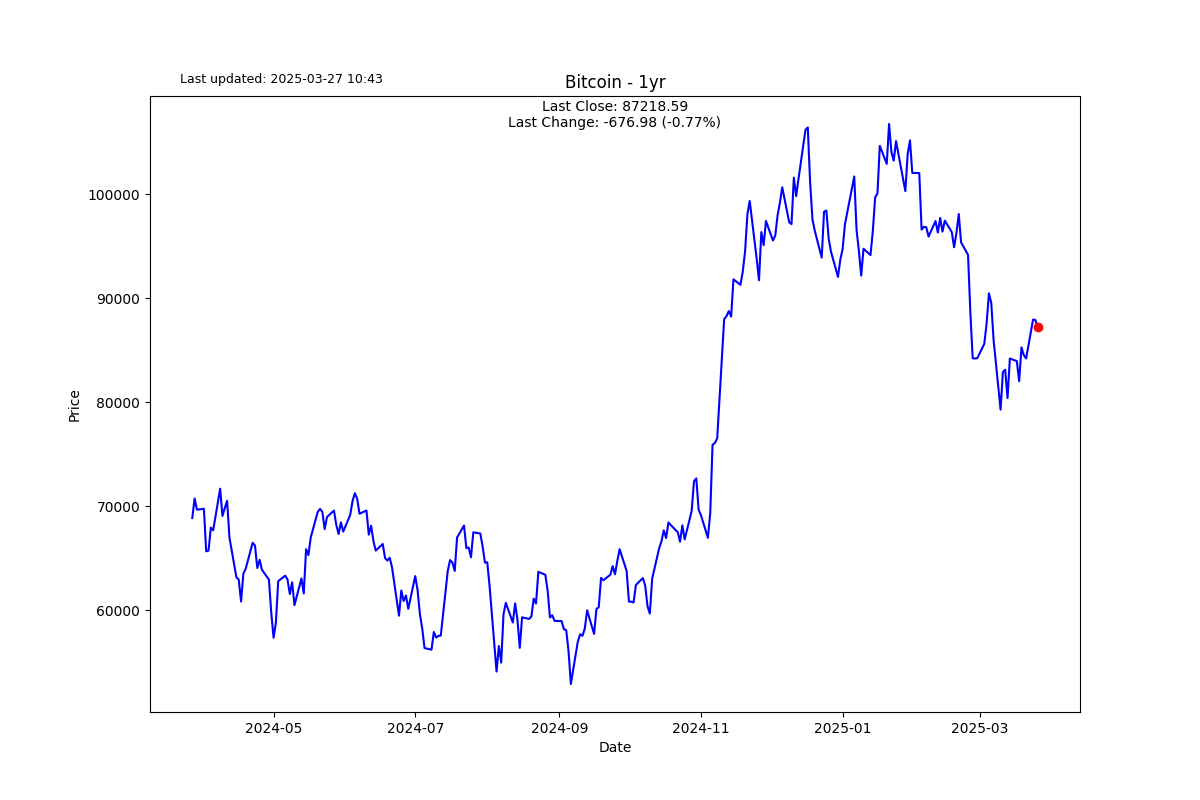 Last updated: 2025-03-27 10:43
Bitcoin - 1yr
Last Close: 87218.59
Last Change: -676.98 (-0.77%)
100000
90000
80000
70000
60000
Price
2024-05
2024-07
2024-09
2024-11
2025-01
2025-03
Date